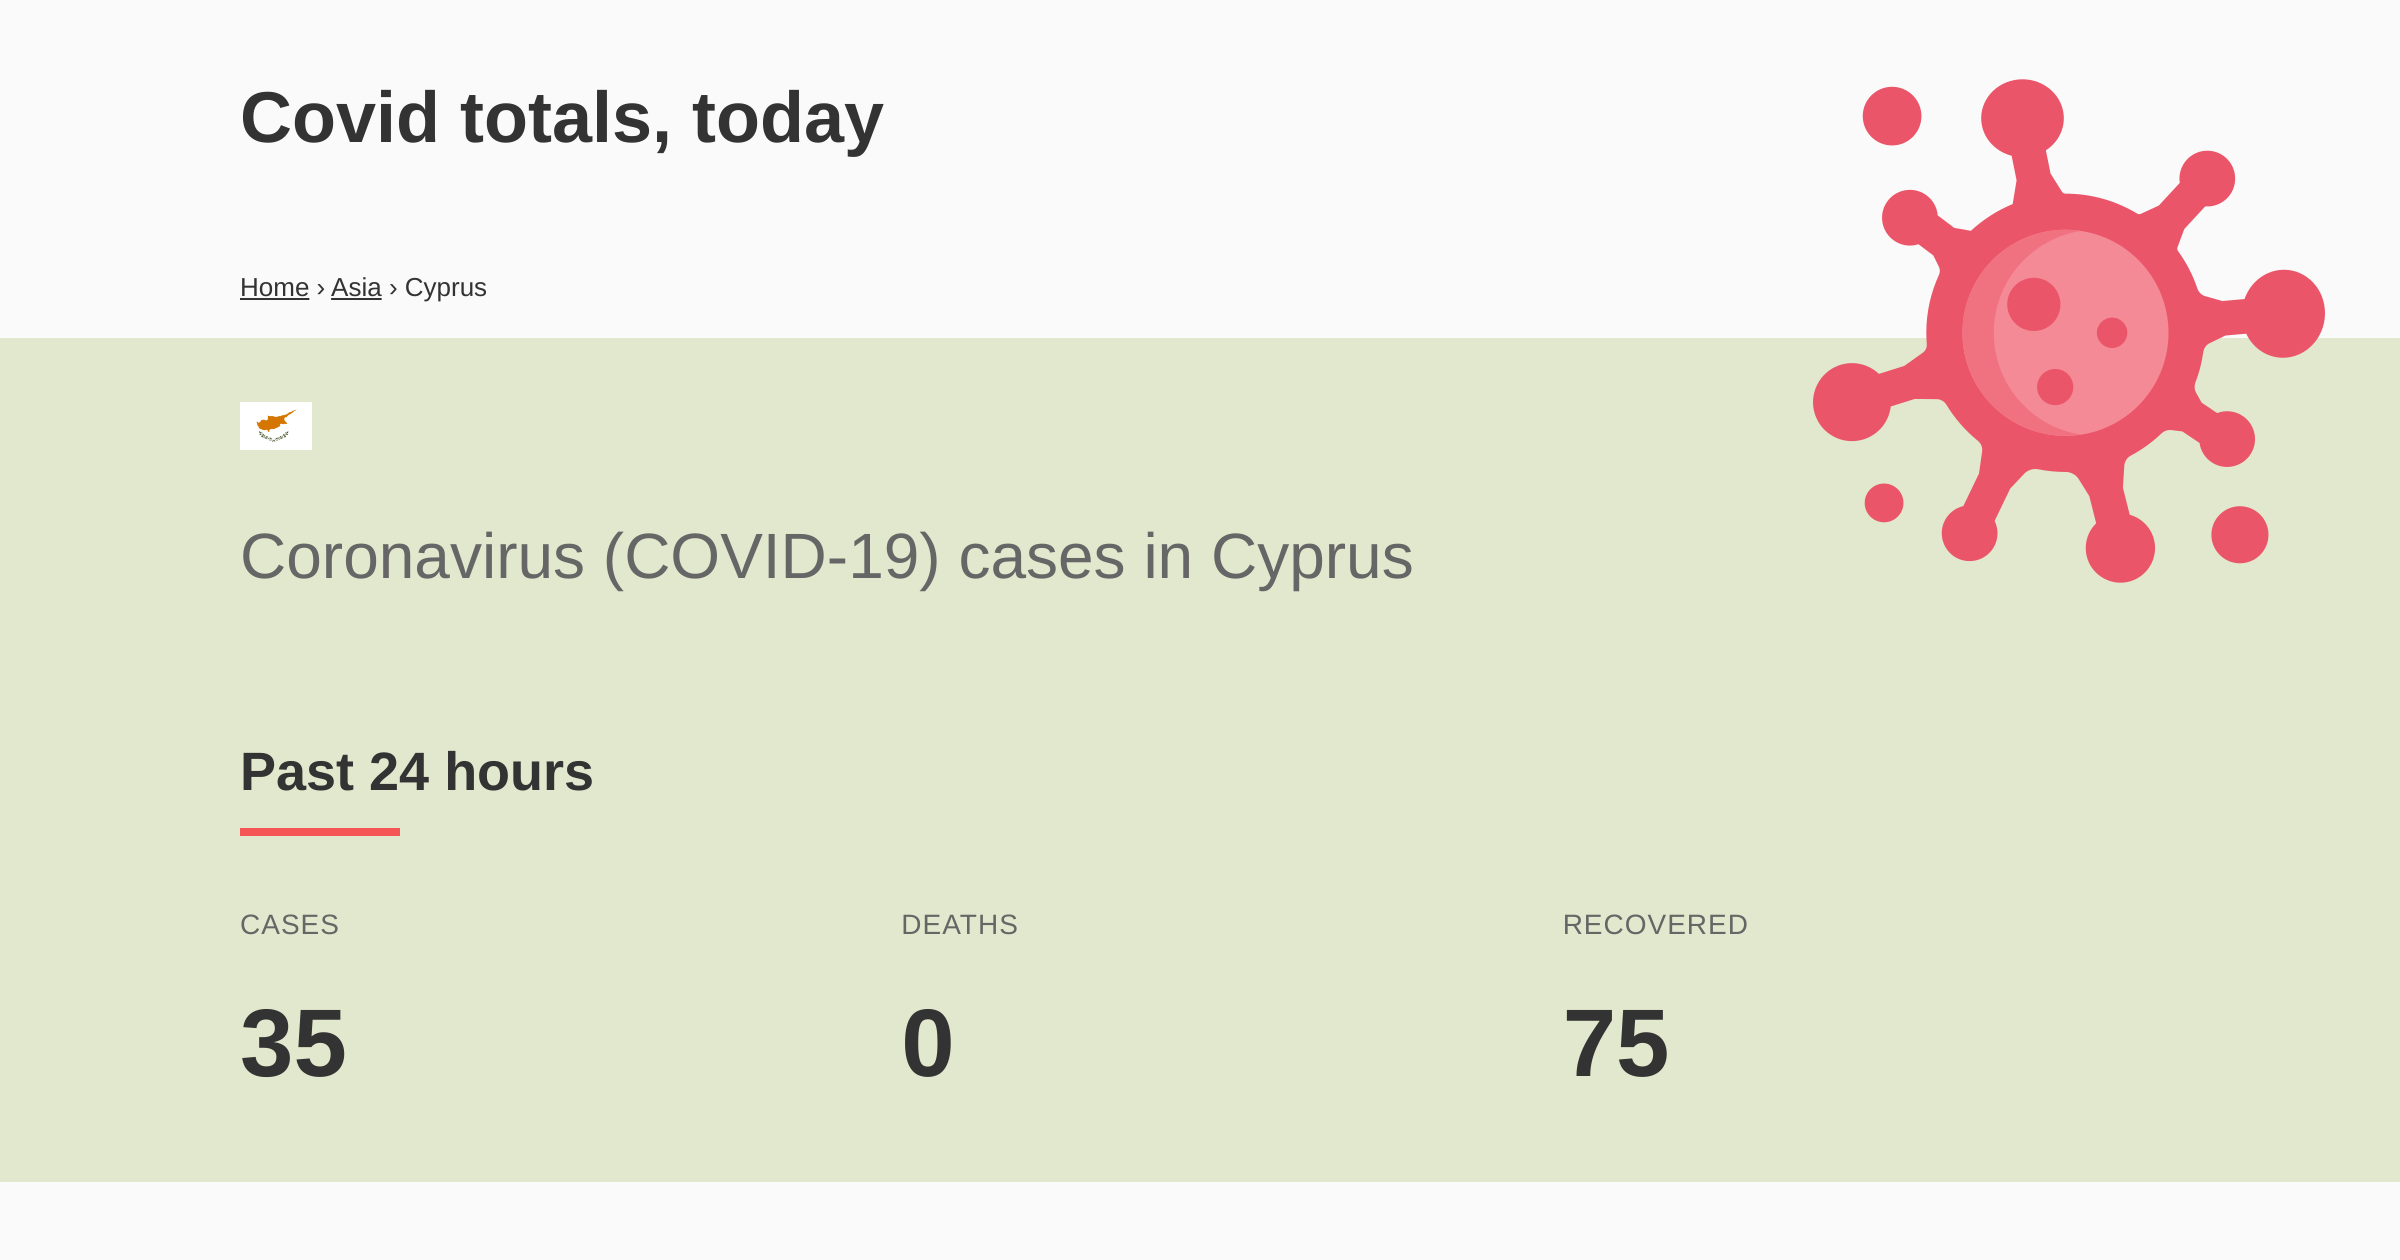 Covid totals, today
Home › Asia › Cyprus
Coronavirus (COVID-19) cases in Cyprus
Past 24 hours
CASES
DEATHS
RECOVERED
35
0
75